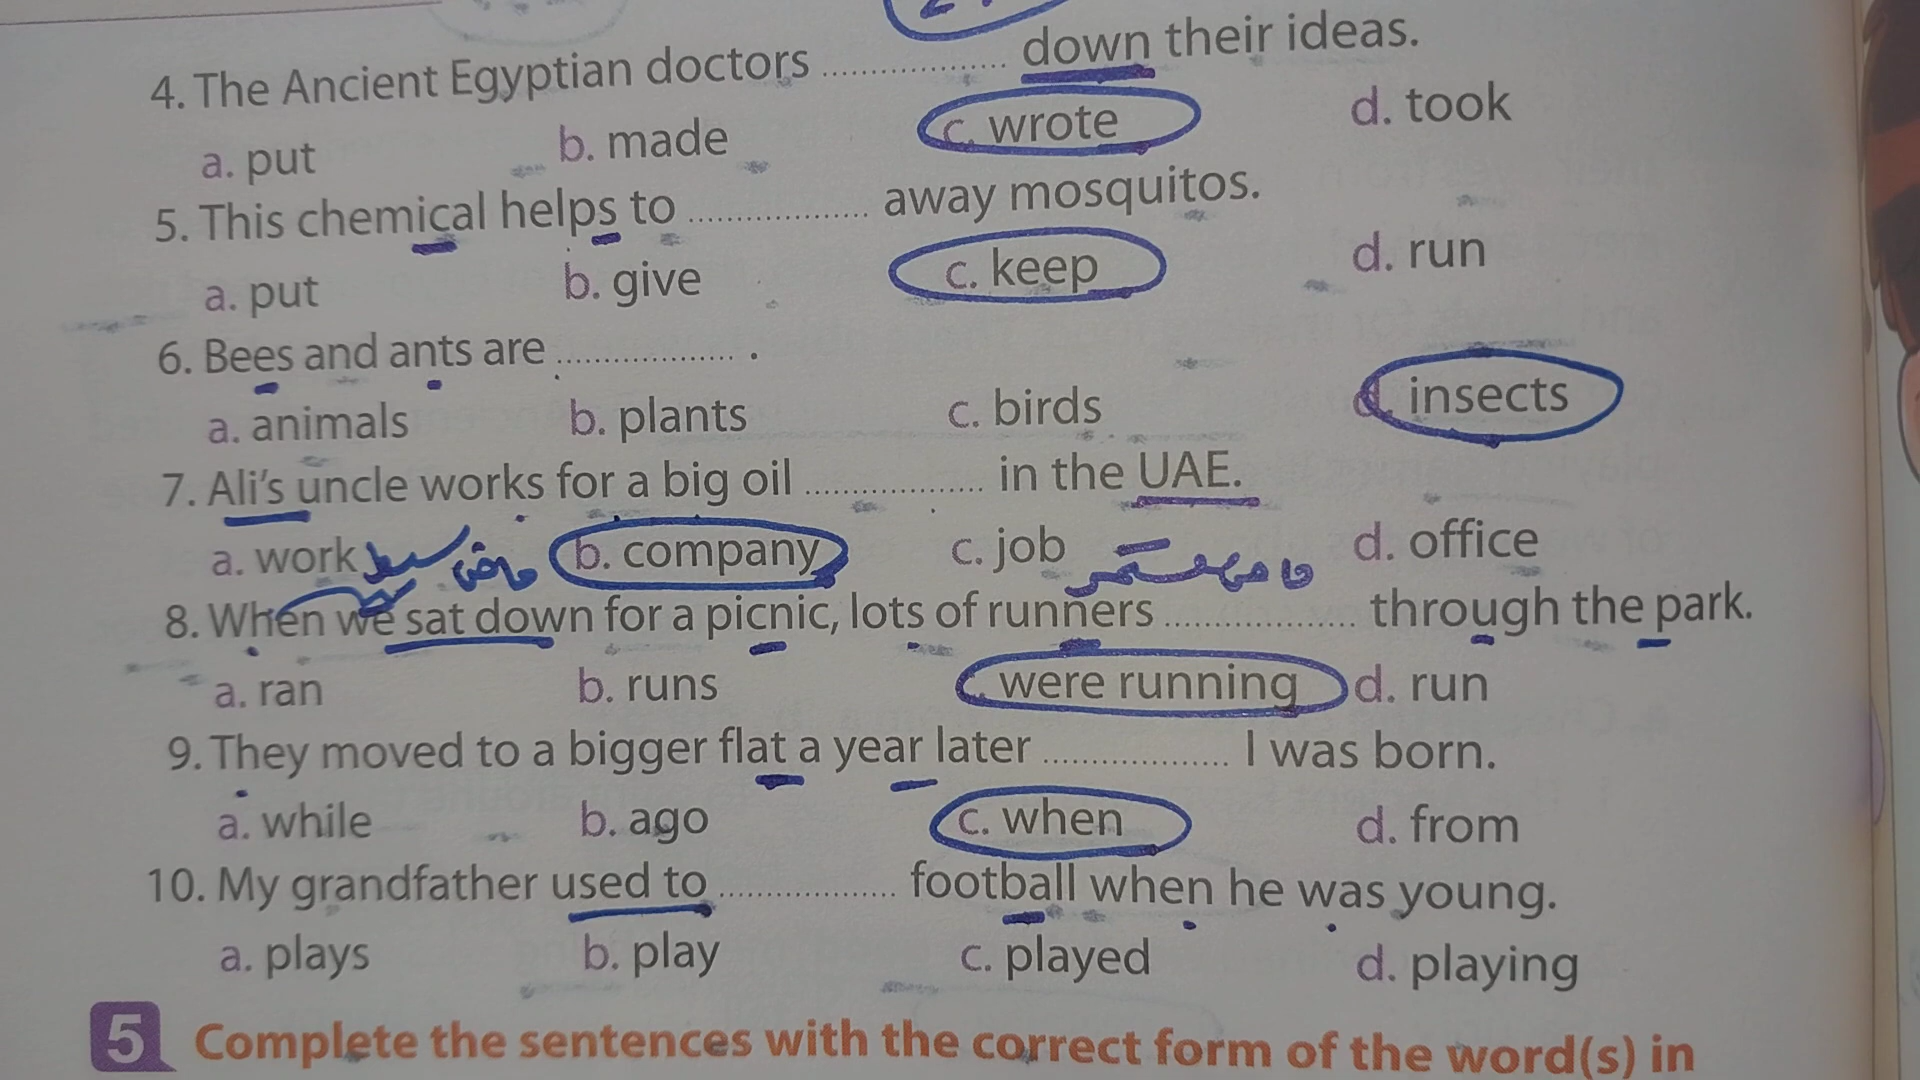 4. The Ancient Egyptian doctors .................. down their ideas.
a. put b. made c. wrote d. took
5. This chemical helps to .................. away mosquitos.
a. put b. give c. keep d. run
6. Bees and ants are .................. .
a. animals b. plants c. birds d. insects
7. Ali's uncle works for a big oil .................. in the UAE.
a. work ماضى بسيط b. company c. job ماضى مستمر d. office
8. When we sat down for a picnic, lots of runners .................. through the park.
a. ran b. runs c. were running d. run
9. They moved to a bigger flat a year later .................. I was born.
a. while b. ago c. when d. from
10. My grandfather used to .................. football when he was young.
a. plays b. play c. played d. playing
5 Complete the sentences with the correct form of the word(s) in